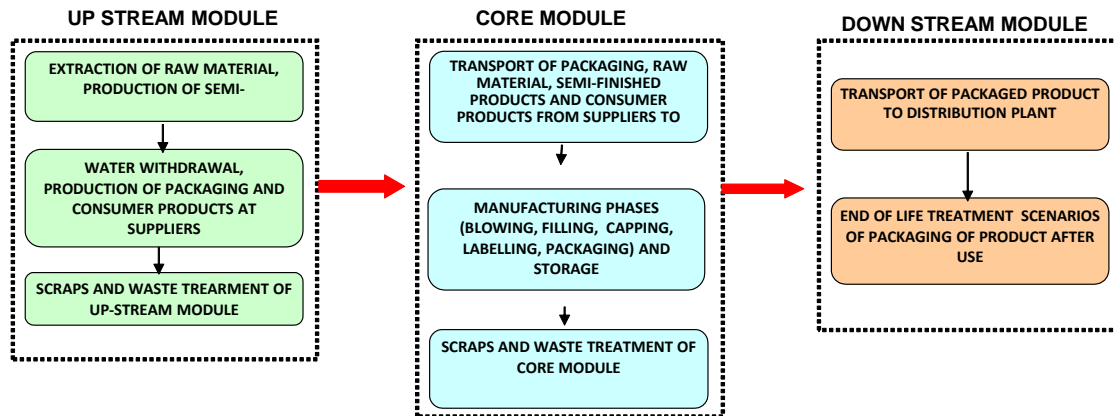 UP STREAM MODULE
EXTRACTION OF RAW MATERIAL,
PRODUCTION OF SEMI-
WATER WITHDRAWAL,
PRODUCTION OF PACKAGING AND
CONSUMER PRODUCTS AT
SUPPLIERS
SCRAPS AND WASTE TREARMENT OF
UP-STREAM MODULE
CORE MODULE
TRANSPORT OF PACKAGING, RAW
MATERIAL, SEMI-FINISHED
PRODUCTS AND CONSUMER
PRODUCTS FROM SUPPLIERS TO
MANUFACTURING PHASES
(BLOWING, FILLING, CAPPING,
LABELLING, PACKAGING) AND
STORAGE
SCRAPS AND WASTE TREATMENT OF
CORE MODULE
DOWN STREAM MODULE
TRANSPORT OF PACKAGED PRODUCT
TO DISTRIBUTION PLANT
END OF LIFE TREATMENT SCENARIOS
OF PACKAGING OF PRODUCT AFTER
USE